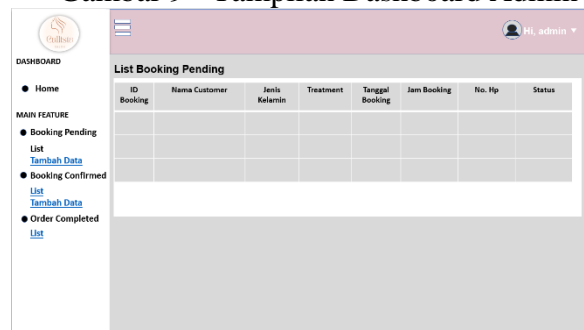 Gambar 9 Tampilan Dashboard Admin
Hi, admin
DASHBOARD
Home
MAIN FEATURE
Booking Pending
List
Tambah Data
Booking Confirmed
List
Tambah Data
Order Completed
List
List Booking Pending
ID Booking Nama Customer Jenis Kelamin Treatment Tanggal Booking Jam Booking No. Hp Status